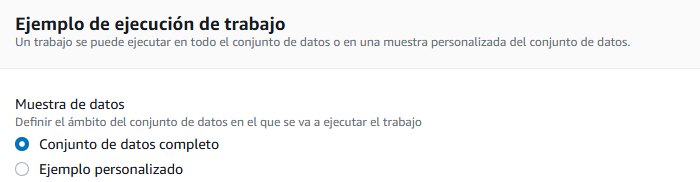 Ejemplo de ejecución de trabajo
Un trabajo se puede ejecutar en todo el conjunto de datos o en una muestra personalizada del conjunto de datos.
Muestra de datos
Definir el ámbito del conjunto de datos en el que se va a ejecutar el trabajo
Conjunto de datos completo
Ejemplo personalizado